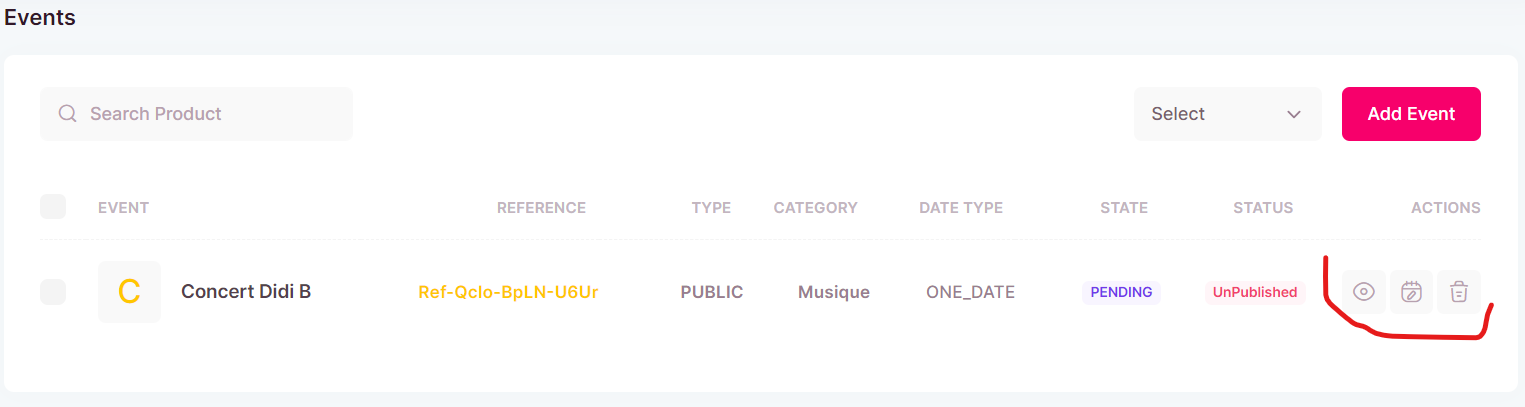 Events
Search Product
Select
Add Event
EVENT REFERENCE TYPE CATEGORY DATE TYPE STATE STATUS ACTIONS
C Concert Didi B Ref-Qclo-BpLN-U6Ur PUBLIC Musique ONE_DATE PENDING UnPublished